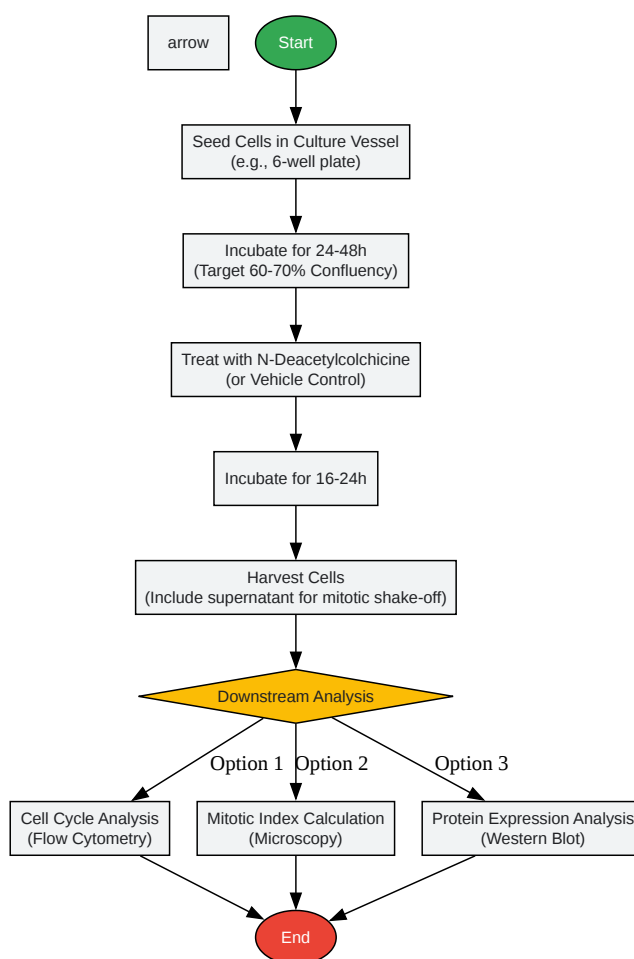 arrow
Start
Seed Cells in Culture Vessel
(e.g., 6-well plate)
Incubate for 24-48h
(Target 60-70% Confluency)
Treat with N-Deacetylcolchicine
(or Vehicle Control)
Incubate for 16-24h
Harvest Cells
(Include supernatant for mitotic shake-off)
Downstream Analysis
Option 1
Option 2
Option 3
Cell Cycle Analysis
(Flow Cytometry)
Mitotic Index Calculation
(Microscopy)
Protein Expression Analysis
(Western Blot)
End